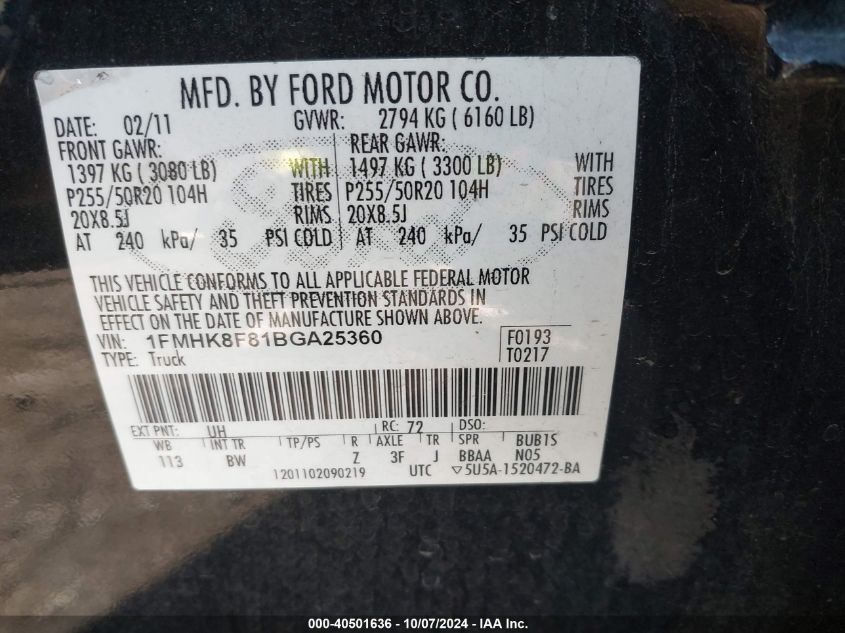 MFD. BY FORD MOTOR CO.
DATE: 02/11 GVWR: 2794 KG ( 6160 LB)
FRONT GAWR: REAR GAWR:
1397 KG ( 3080 LB) WITH 1497 KG ( 3300 LB) WITH
P255/50R20 104H TIRES P255/50R20 104H TIRES
20X8.5J RIMS 20X8.5J RIMS
AT 240 kPa/ 35 PSI COLD AT 240 kPa/ 35 PSI COLD
THIS VEHICLE CONFORMS TO ALL APPLICABLE FEDERAL MOTOR
VEHICLE SAFETY AND THEFT PREVENTION STANDARDS IN
EFFECT ON THE DATE OF MANUFACTURE SHOWN ABOVE.
VIN: 1FMHK8F81BGA25360 F0193
TYPE: Truck T0217
EXT PNT: UH RC: 72 DSO:
WB INT TR TP/PS R AXLE TR SPR BUB1S
113 BW Z 3F J BBAA N05
1201102090219 UTC ▽5U5A-1520472-BA
000-40501636 - 10/07/2024 - IAAI.com